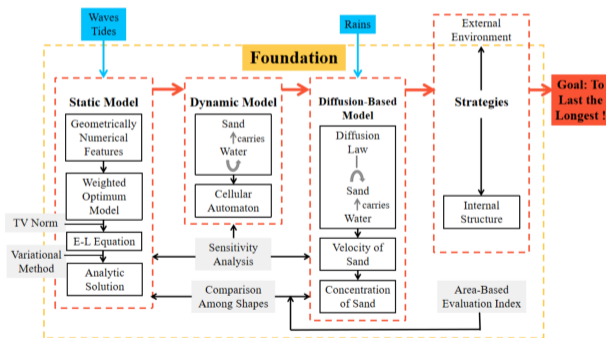 Waves
Tides
Rains
External
Environment
Foundation
Goal: To
Last the
Longest !
Static Model
Geometrically
Numerical
Features
Weighted
Optimum
Model
TV Norm
E-L Equation
Variational
Method
Analytic
Solution
Dynamic Model
Sand
carries
Water
Cellular
Automaton
Sensitivity
Analysis
Comparison
Among Shapes
Diffusion-Based
Model
Diffusion
Law
Sand
carries
Water
Velocity of
Sand
Concentration
of Sand
Strategies
Internal
Structure
Area-Based
Evaluation Index